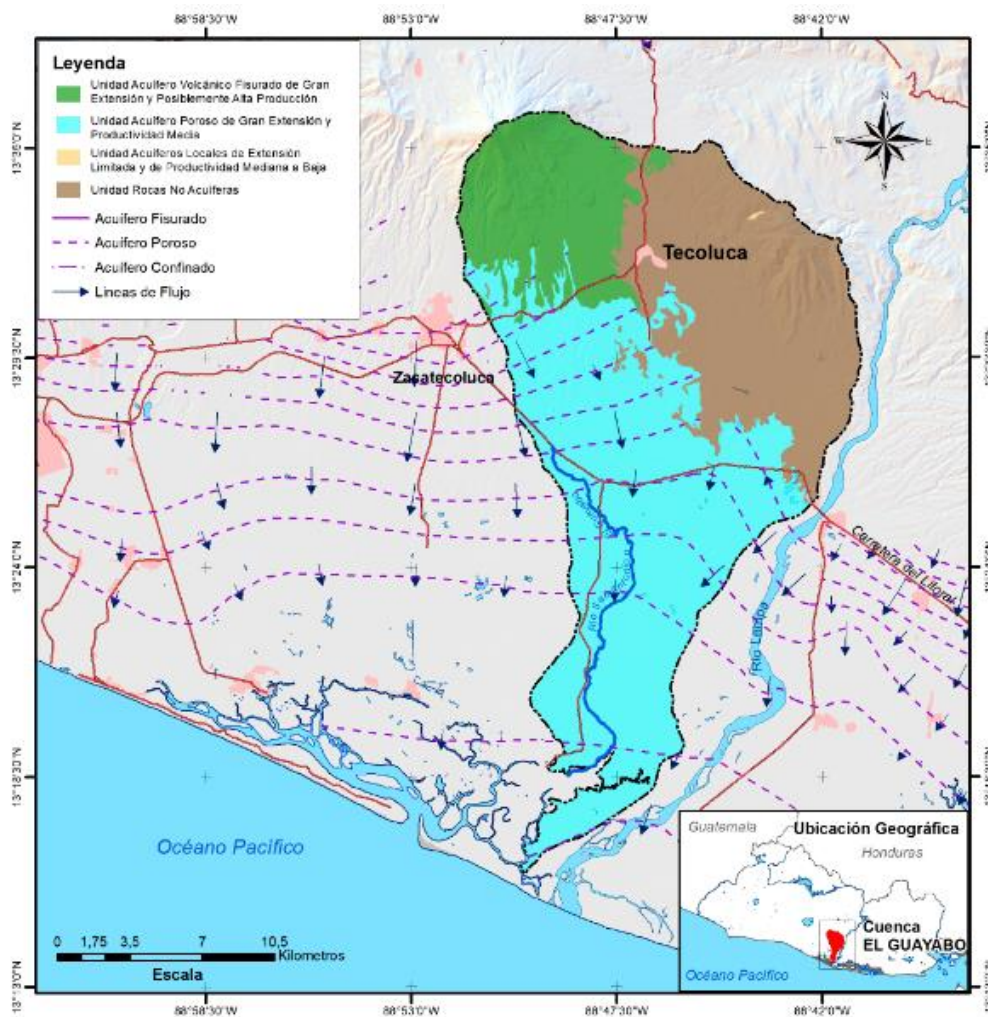 88°58'30"W 88°53'0"W 88°47'30"W 88°42'0"W
Leyenda
Unidad Acuífero Volcánico Fisurado de Gran
Extensión y Posiblemente Alta Producción
Unidad Acuífero Poroso de Gran Extensión y
Productividad Media
Unidad Acuíferos Locales de Extensión
Limitada y de Productividad Mediana a Baja
Unidad Rocas No Acuíferas
Acuifero Fisurado
Acuifero Poroso
Acuifero Confinado
Lineas de Flujo
N
W
E
S
13°35'0"N
Tecoluca
13°29'30"N
Zacatecoluca
13°24'0"N
Carretera del Litoral
Río Lempa
13°18'30"N
Océano Pacífico
Guatemala
Ubicación Geográfica
Honduras
Cuenca
EL GUAYABO
Océano Pacífico
0 1,75 3,5 7 10,5
Kilometros
Escala
13°13'0"N
88°58'30"W 88°53'0"W 88°47'30"W 88°42'0"W